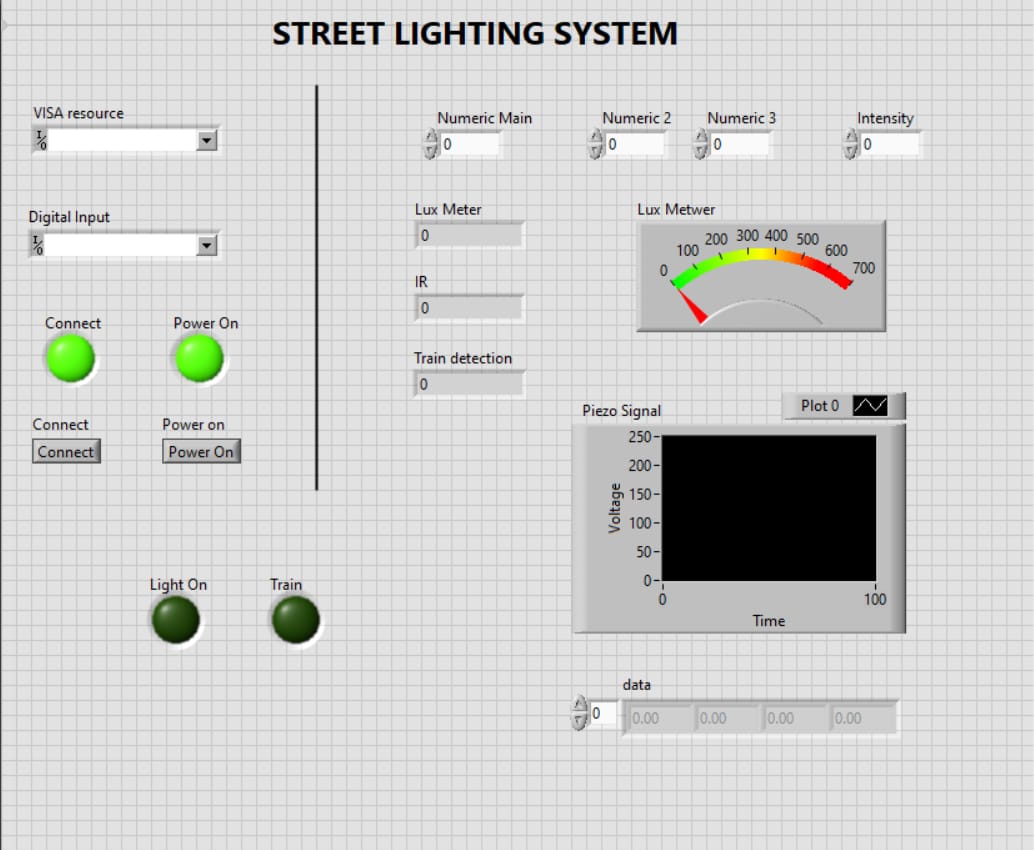 STREET LIGHTING SYSTEM
VISA resource
I/0
Digital Input
I/0
Connect Power On
Connect Power on
Connect Power On
Light On Train
Numeric Main Numeric 2 Numeric 3 Intensity
0 0 0 0
Lux Meter
0
IR
0
Train detection
0
Lux Metwer
0 100 200 300 400 500 600 700
Piezo Signal
Plot 0
Voltage
250
200
150
100
50
0
0 100
Time
data
0 0.00 0.00 0.00 0.00